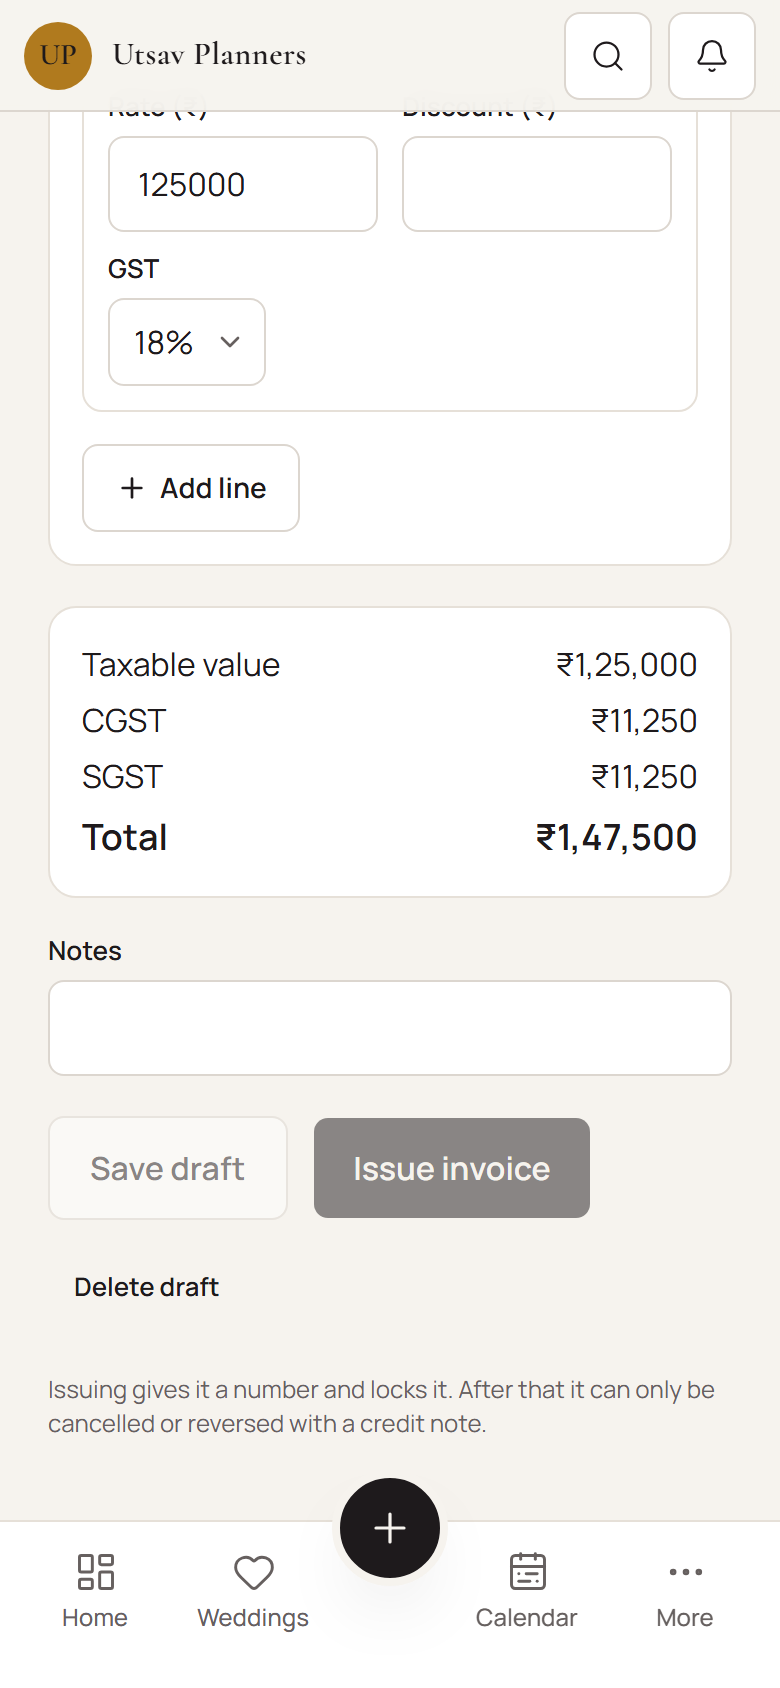 UP Utsav Planners
Rate (₹) Discount (₹)
125000
GST
18%
Add line
Taxable value ₹1,25,000
CGST ₹11,250
SGST ₹11,250
Total ₹1,47,500
Notes
Save draft Issue invoice
Delete draft
Issuing gives it a number and locks it. After that it can only be
cancelled or reversed with a credit note.
Home Weddings Calendar More